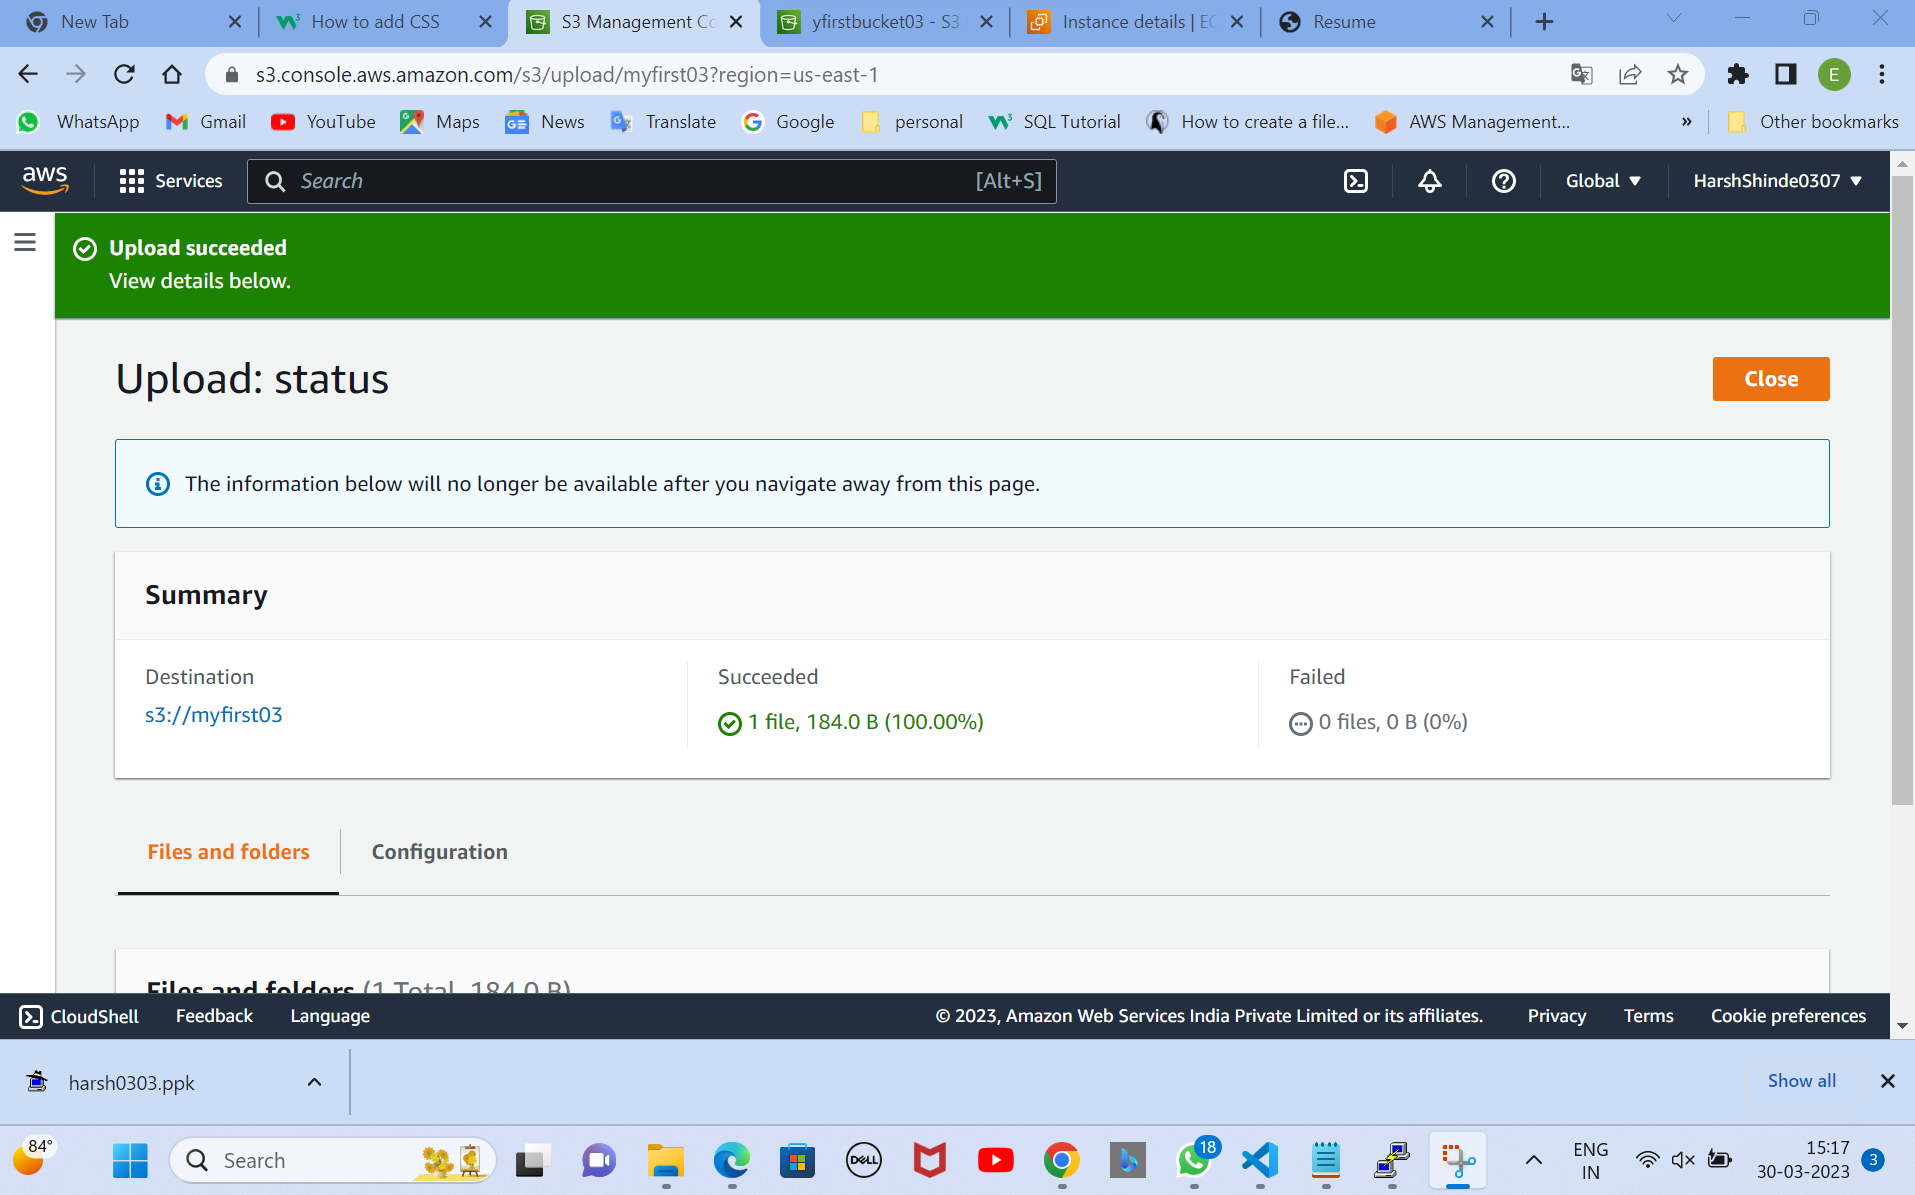 New Tab
How to add CSS
S3 Management Co
yfirstbucket03 - S3
Instance details | EC
Resume
s3.console.aws.amazon.com/s3/upload/myfirst03?region=us-east-1
E
WhatsApp
Gmail
YouTube
Maps
News
Translate
Google
personal
SQL Tutorial
How to create a file...
AWS Management...
»
Other bookmarks
aws
Services
Search
[Alt+S]
Global
HarshShinde0307
Upload succeeded
View details below.
Upload: status
Close
The information below will no longer be available after you navigate away from this page.
Summary
Destination
s3://myfirst03
Succeeded
1 file, 184.0 B (100.00%)
Failed
0 files, 0 B (0%)
Files and folders
Configuration
Files and folders (1 Total, 184.0 B)
CloudShell
Feedback
Language
© 2023, Amazon Web Services India Private Limited or its affiliates.
Privacy
Terms
Cookie preferences
harsh0303.ppk
Show all
84°
Search
DELL
18
ENG
IN
15:17
30-03-2023
3